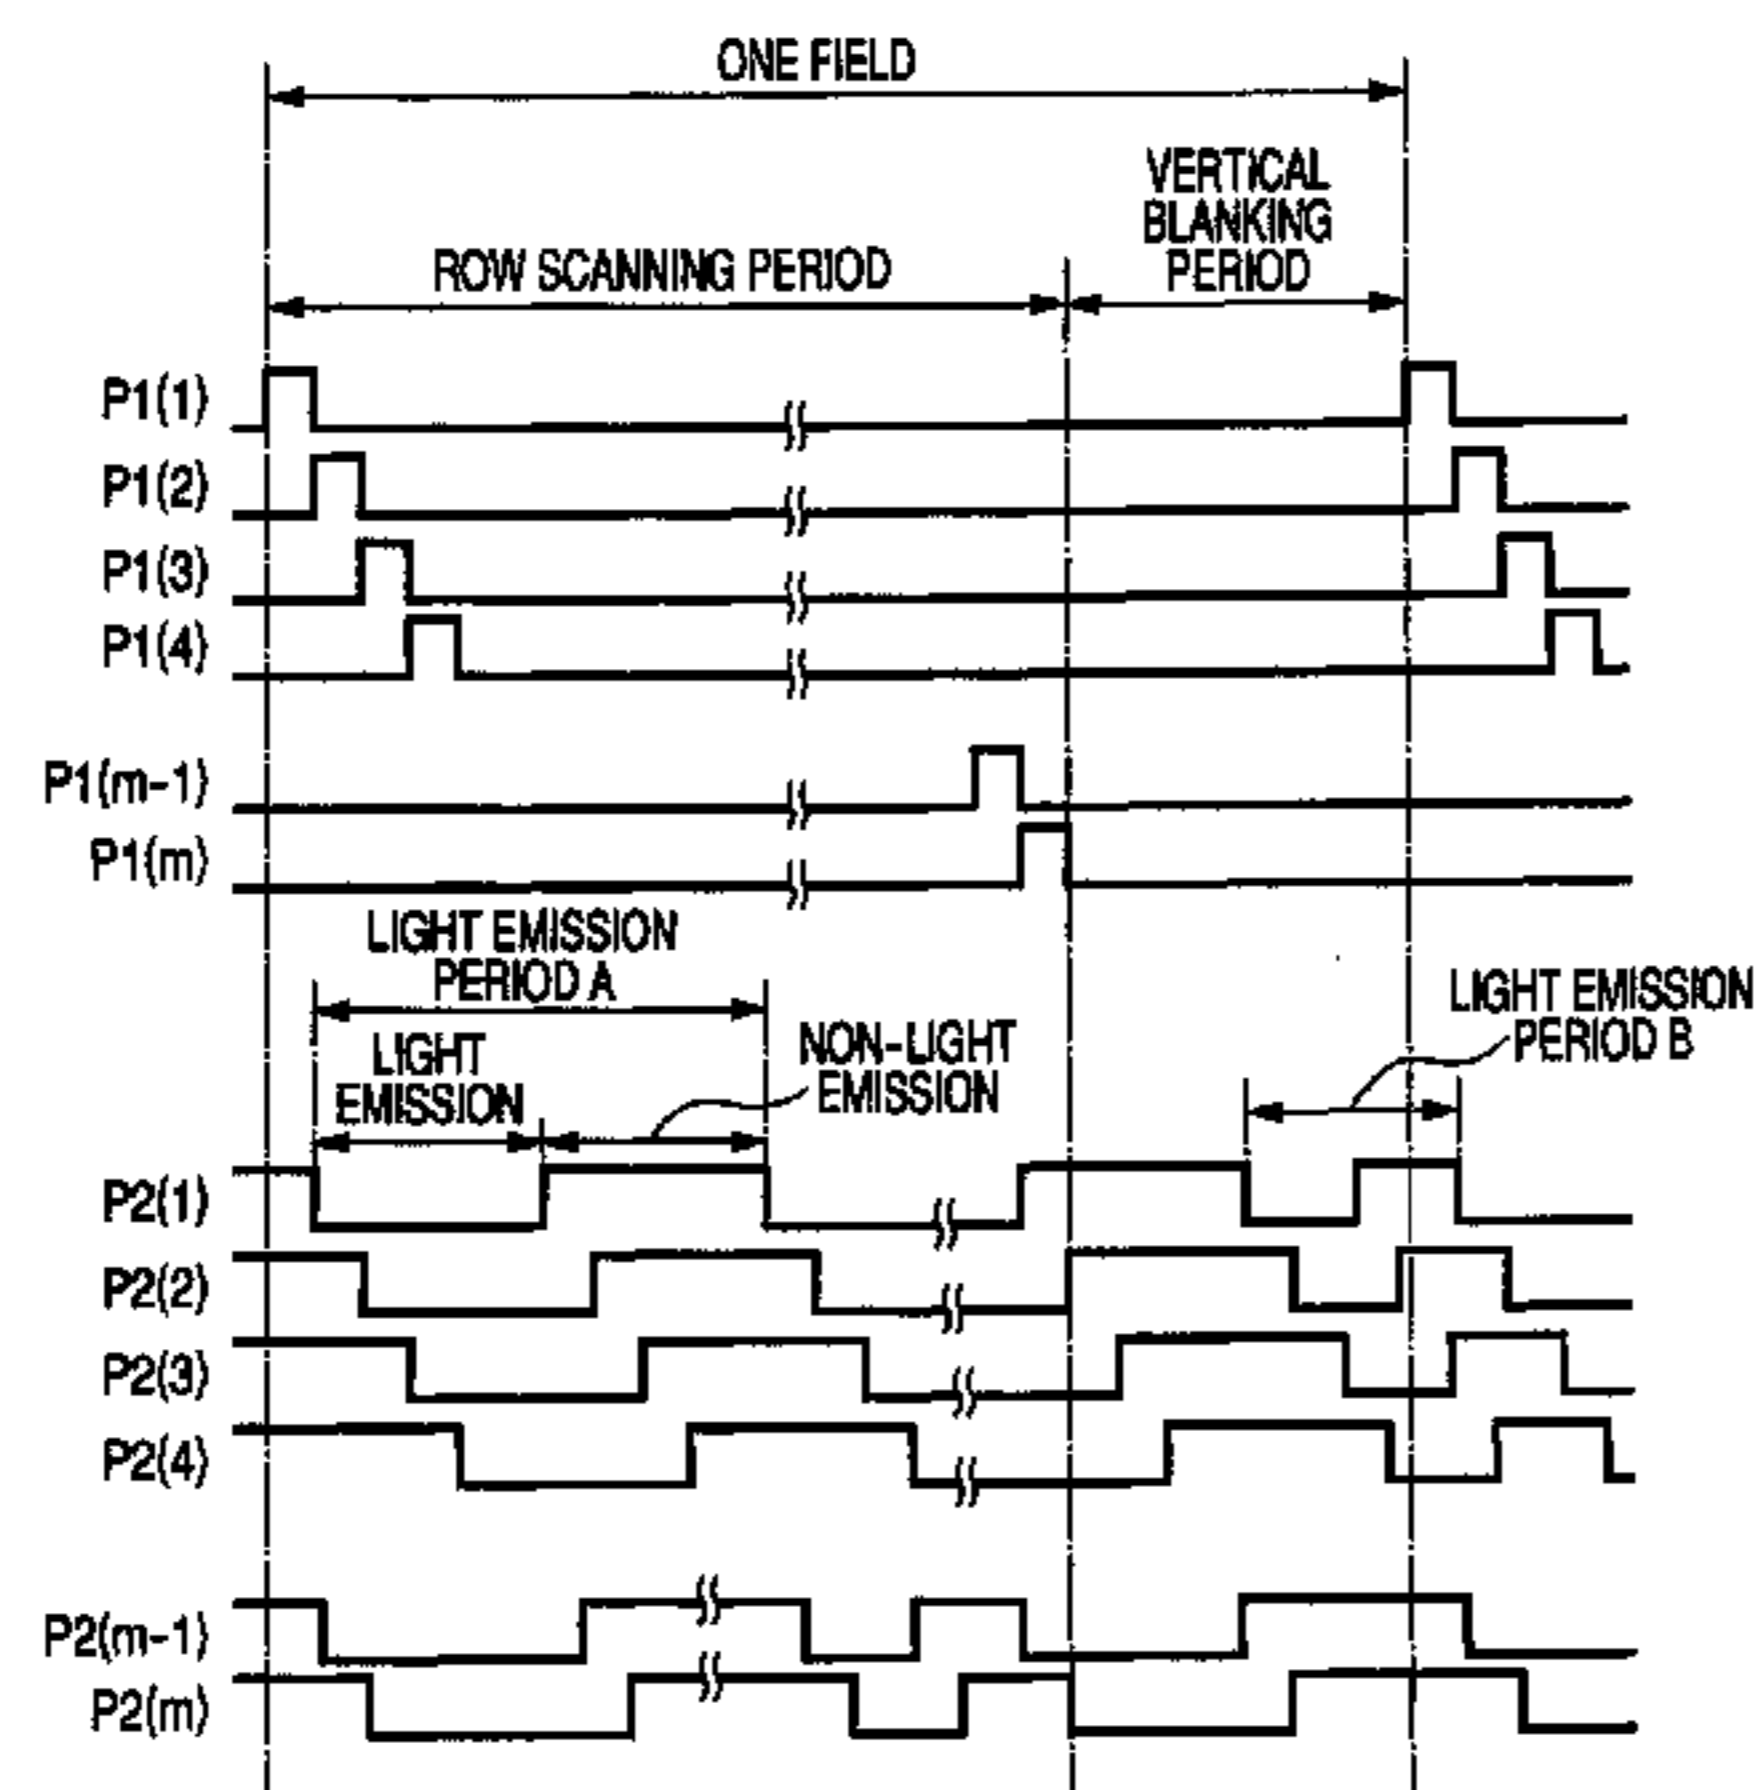 ONE FIELD
VERTICAL
BLANKING
PERIOD
ROW SCANNING PERIOD
P1(1)
P1(2)
P1(3)
P1(4)
P1(m-1)
P1(m)
LIGHT EMISSION
PERIOD A
LIGHT EMISSION
PERIOD B
LIGHT
EMISSION
NON-LIGHT
EMISSION
P2(1)
P2(2)
P2(3)
P2(4)
P2(m-1)
P2(m)